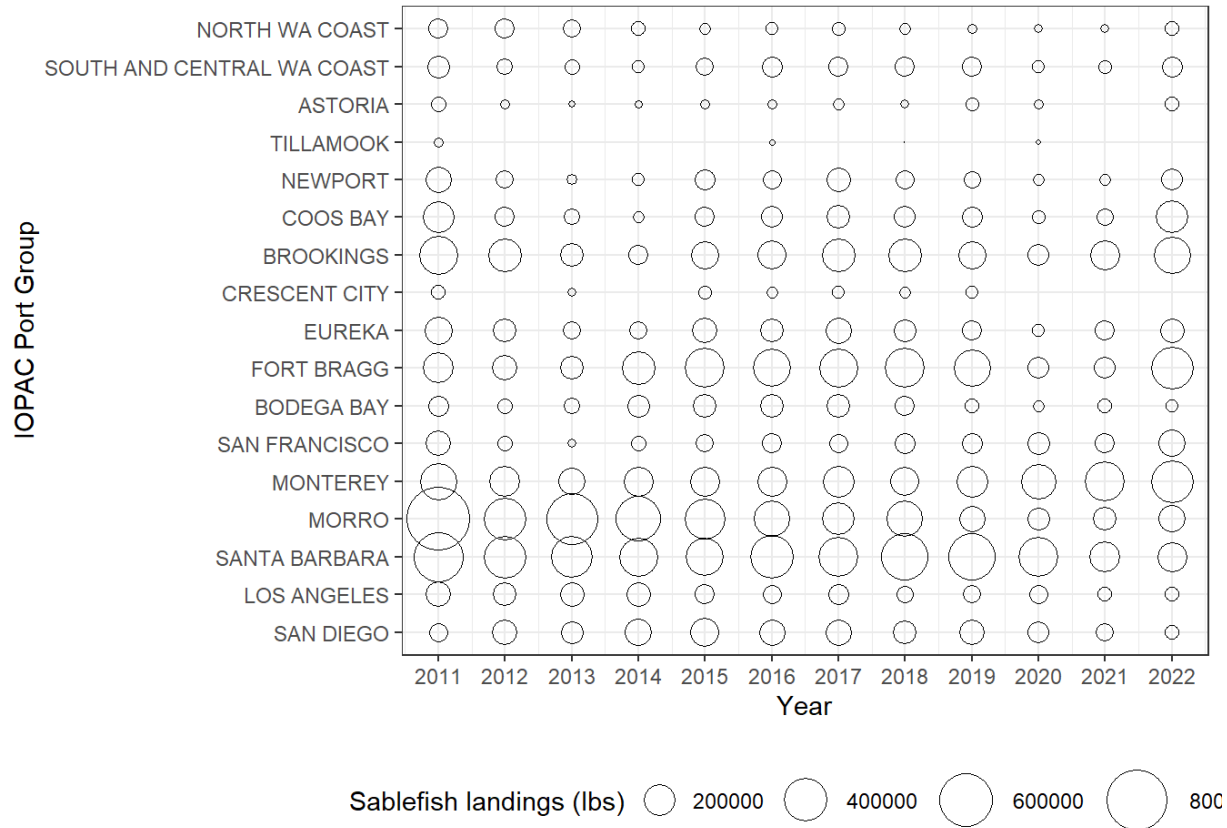 IOPAC Port Group
NORTH WA COAST
SOUTH AND CENTRAL WA COAST
ASTORIA
TILLAMOOK
NEWPORT
COOS BAY
BROOKINGS
CRESCENT CITY
EUREKA
FORT BRAGG
BODEGA BAY
SAN FRANCISCO
MONTEREY
MORRO
SANTA BARBARA
LOS ANGELES
SAN DIEGO
2011 2012 2013 2014 2015 2016 2017 2018 2019 2020 2021 2022
Year
Sablefish landings (lbs) 200000 400000 600000